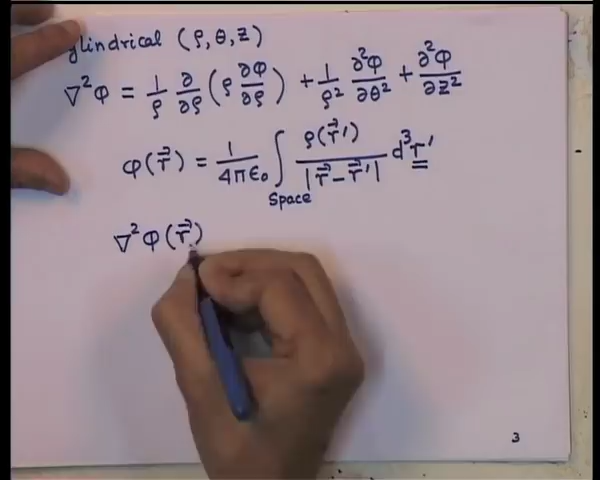 ylindrical (ρ, θ, z)
∇²φ = 1/ρ ∂/∂ρ (ρ ∂φ/∂ρ) + 1/ρ² ∂²φ/∂θ² + ∂²φ/∂z²
φ(r⃗) = 1/4πε₀ ∫Space ρ(r⃗')/|r⃗ - r⃗'| d³r'
∇²φ(r⃗)
3